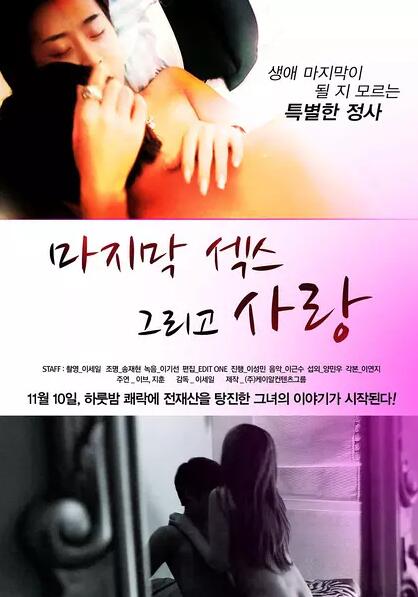 생애 마지막이
될 지 모르는
특별한 정사
마지막 섹스
그리고 사랑
STAFF : 촬영_이세일 조명_송재현 녹음_이기선 편집_EDIT ONE 진행_이성민 음악_이근수 섭외_양민우 각본_이연지
주연 _ 이브, 지훈 감독 _ 이세일 제작 _ (주)케이알컨텐츠그룹
11월 10일, 하룻밤 쾌락에 전재산을 탕진한 그녀의 이야기가 시작된다!